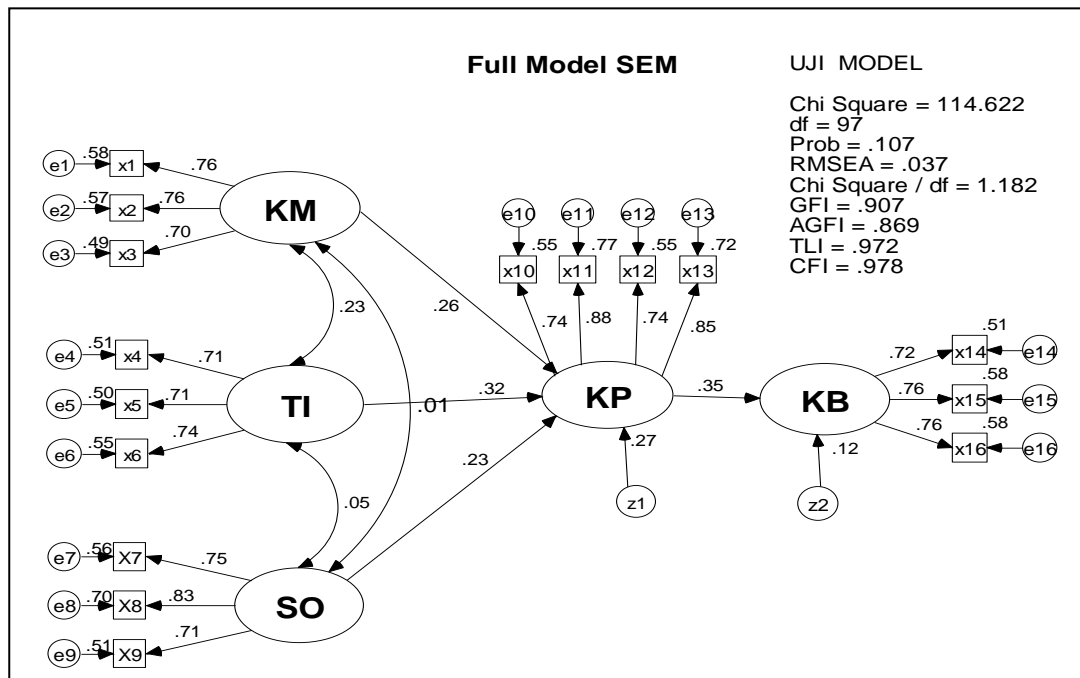 Full Model SEM
UJI MODEL
Chi Square = 114.622
df = 97
Prob = .107
RMSEA = .037
Chi Square / df = 1.182
GFI = .907
AGFI = .869
TLI = .972
CFI = .978
e1 .58 x1 .76
e2 .57 x2 .76
e3 .49 x3 .70
KM
e10 e11 e12 e13
.55 .77 .55 .72
x10 x11 x12 x13
.74 .88 .74 .85
.23
.26
e4 .51 x4 .71
e5 .50 x5 .71
e6 .55 x6 .74
TI
.32
.01
KP
.35
KB
.72 x14 .51 e14
.76 x15 .58 e15
.76 x16 .58 e16
.27
z1
.12
z2
.05
.23
e7 .56 X7 .75
e8 .70 X8 .83
e9 .51 X9 .71
SO